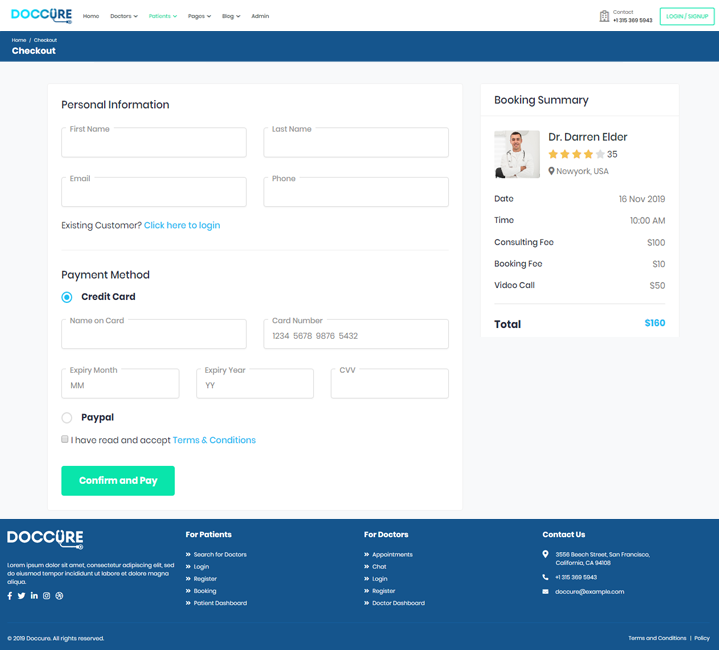 DOCCURE
Home Doctors Patients Pages Blog Admin
Contact
+1 315 369 5943
LOGIN / SIGNUP
Home / Checkout
Checkout
Personal Information
First Name Last Name
Email Phone
Existing Customer? Click here to login
Payment Method
Credit Card
Name on Card Card Number
1234 5678 9876 5432
Expiry Month Expiry Year CVV
MM YY
Paypal
I have read and accept Terms & Conditions
Confirm and Pay
Booking Summary
Dr. Darren Elder
35
Newyork, USA
Date 16 Nov 2019
Time 10:00 AM
Consulting Fee $100
Booking Fee $10
Video Call $50
Total $160
DOCCURE
Lorem ipsum dolor sit amet, consectetur adipiscing elit, sed
do eiusmod tempor incididunt ut labore et dolore magna
aliqua.
For Patients
Search for Doctors
Login
Register
Booking
Patient Dashboard
For Doctors
Appointments
Chat
Login
Register
Doctor Dashboard
Contact Us
3556 Beech Street, San Francisco,
California, CA 94108
+1 315 369 5943
doccure@example.com
© 2019 Doccure. All rights reserved.
Terms and Conditions | Policy